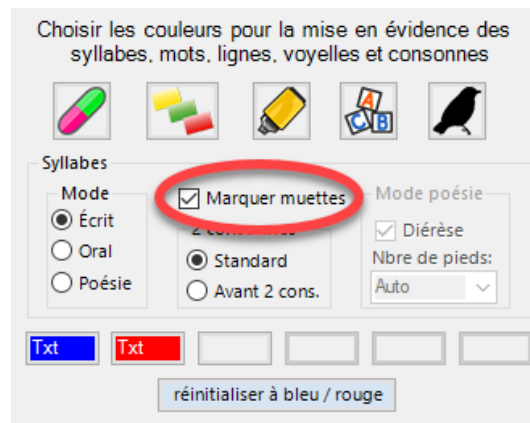 Choisir les couleurs pour la mise en évidence des
syllabes, mots, lignes, voyelles et consonnes
A
C B
Syllabes
Mode
Marquer muettes
Mode poésie
Écrit
Diérèse
Oral
Standard
Nbre de pieds:
Poésie
Avant 2 cons.
Auto
Txt Txt
réinitialiser à bleu / rouge